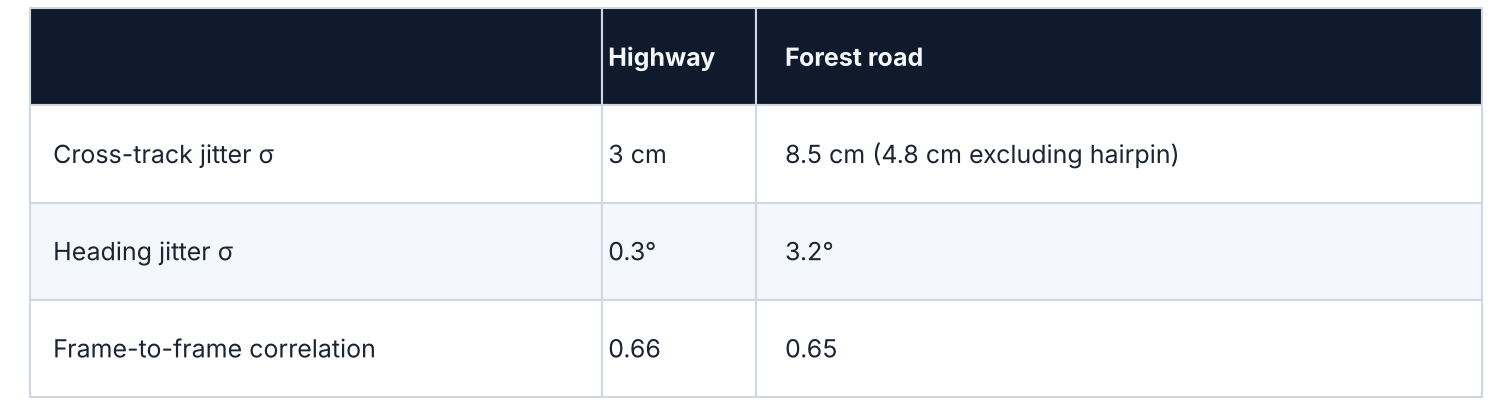 Highway Forest road
Cross-track jitter σ 3 cm 8.5 cm (4.8 cm excluding hairpin)
Heading jitter σ 0.3° 3.2°
Frame-to-frame correlation 0.66 0.65